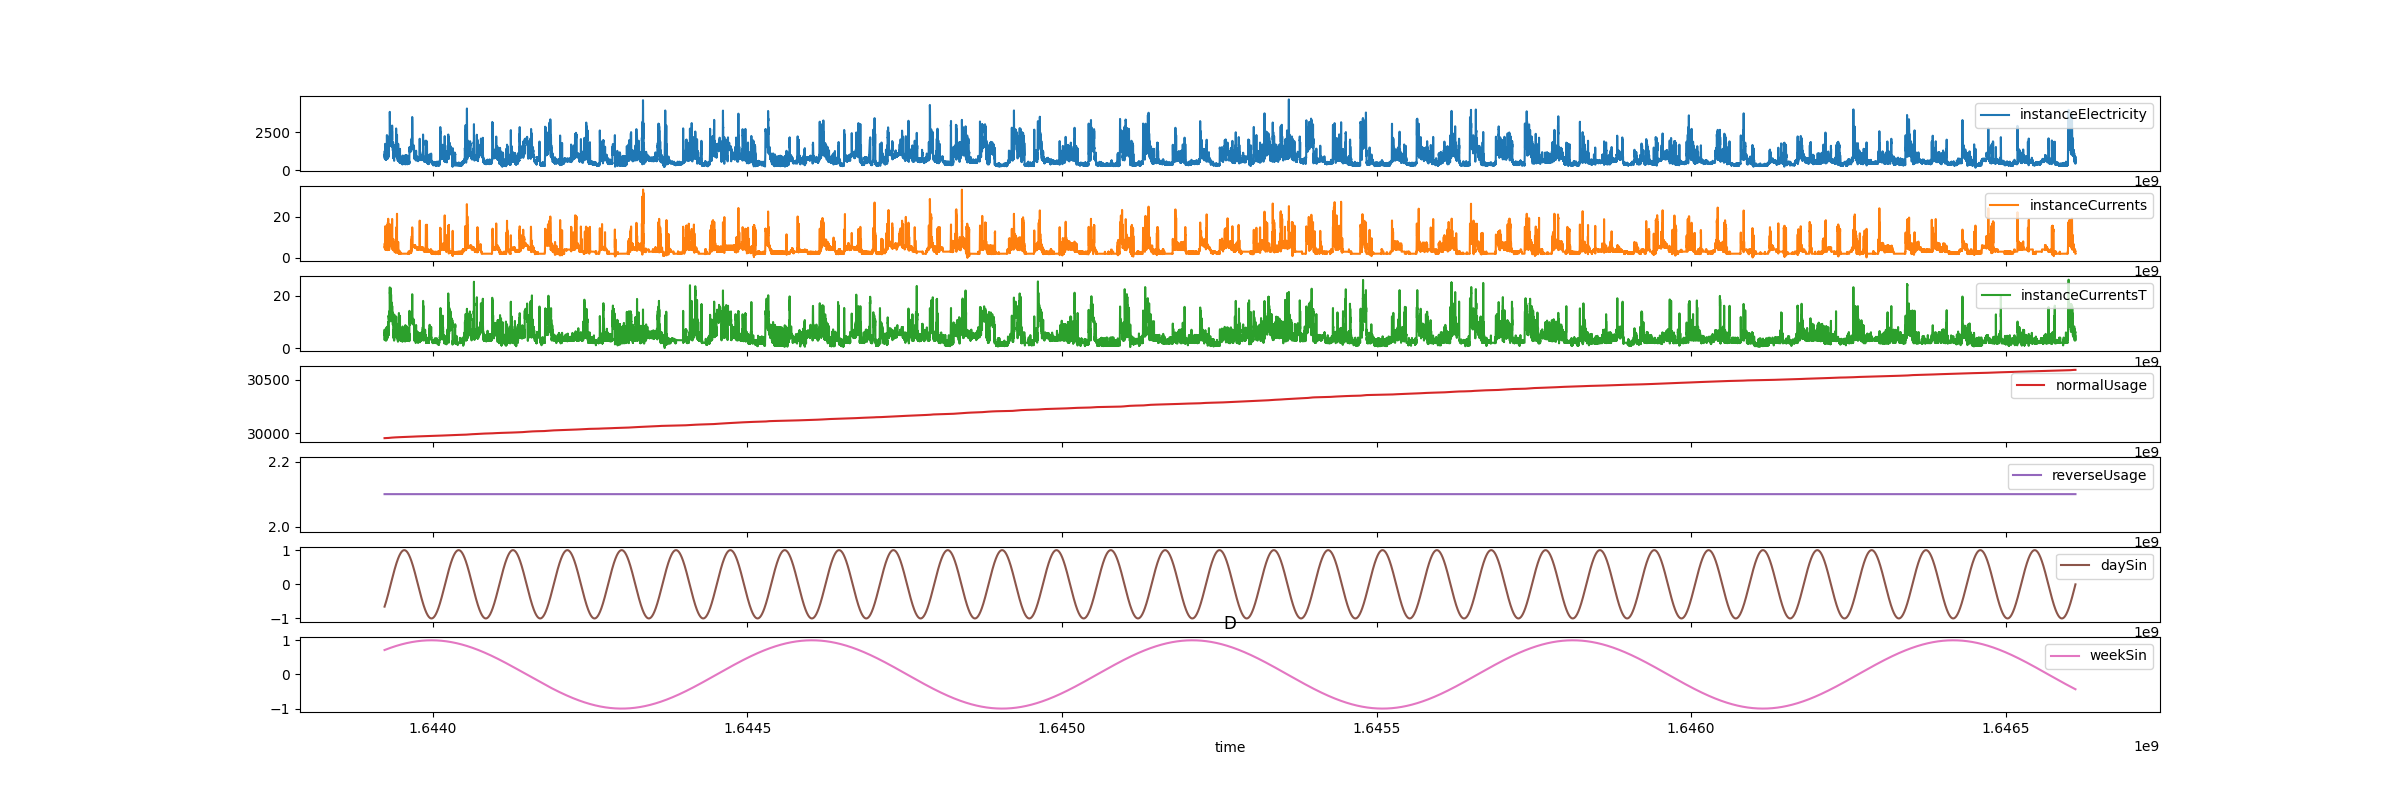 2500
0
instanceElectricity
1e9
20
0
instanceCurrents
1e9
20
0
instanceCurrentsT
1e9
30500
30000
normalUsage
1e9
2.2
2.0
reverseUsage
1e9
1
0
−1
daySin
1e9
D
1
0
−1
weekSin
1.6440 1.6445 1.6450 1.6455 1.6460 1.6465
time
1e9